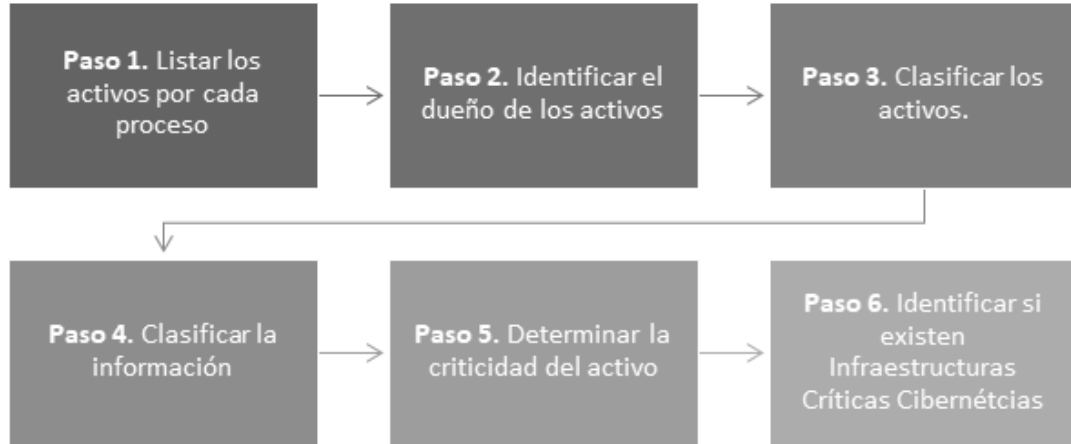 Paso 1. Listar los
activos por cada
proceso
Paso 2. Identificar el
dueño de los activos
Paso 3. Clasificar los
activos.
Paso 4. Clasificar la
información
Paso 5. Determinar la
criticidad del activo
Paso 6. Identificar si
existen
Infraestructuras
Críticas Cibernétcias